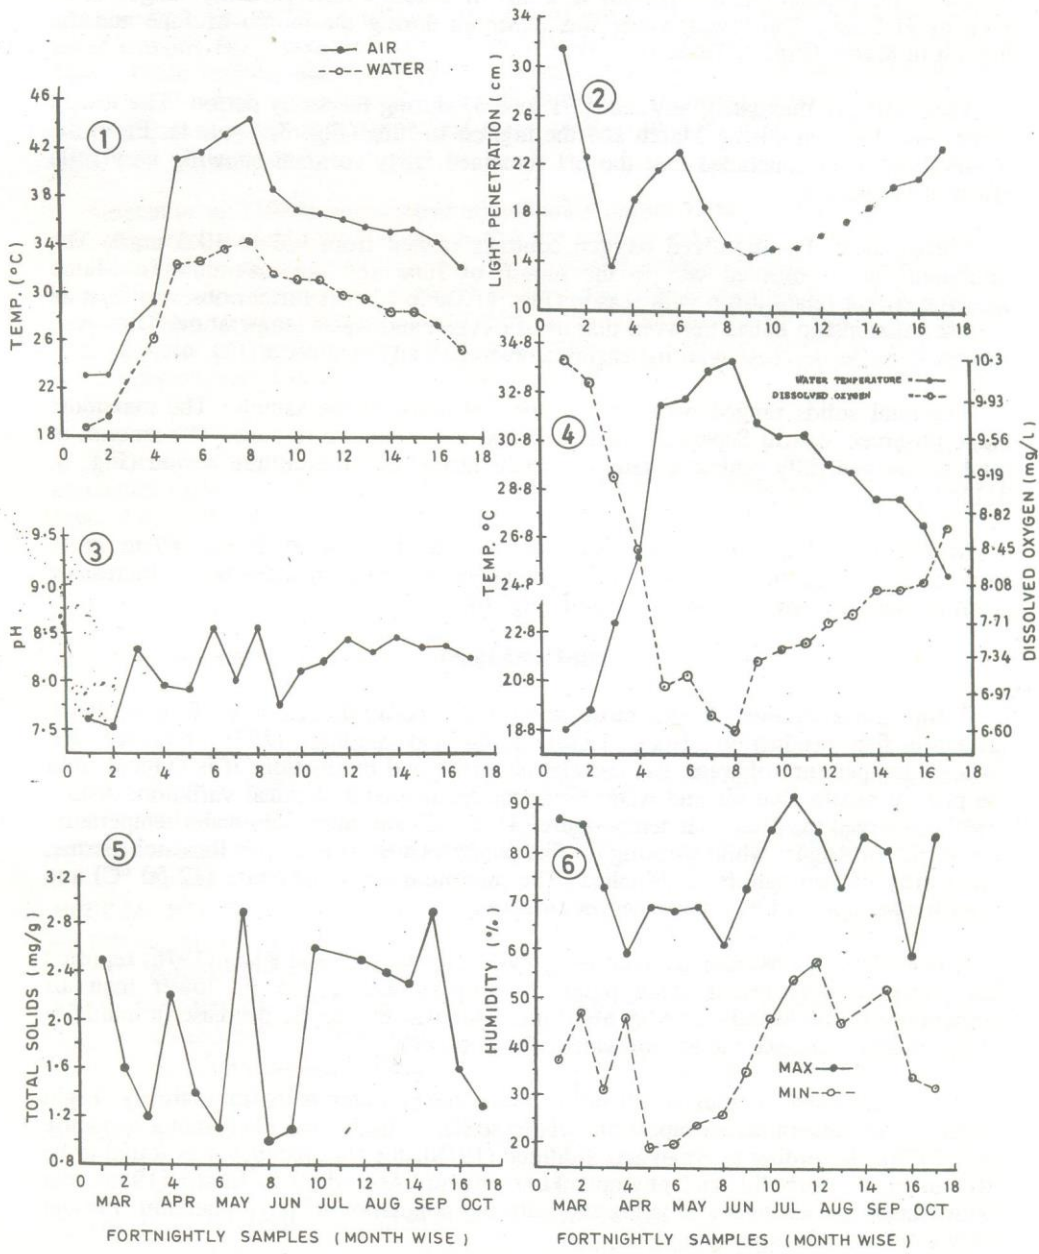 AIR
WATER
1
TEMP. (°C)
46
42
38
34
30
26
22
18
0 2 4 6 8 10 12 14 16 18
2
LIGHT PENETRATION (cm)
34
30
26
22
18
14
10
0 2 4 6 8 10 12 14 16 18
3
pH
9·5
9·0
8·5
8·0
7·5
0 2 4 6 8 10 12 14 16 18
4
WATER TEMPERATURE
DISSOLVED OXYGEN
TEMP. °C
34·8
32·8
30·8
28·8
26·8
24·8
22·8
20·8
18·8
DISSOLVED OXYGEN (mg/L)
10·3
9·93
9·56
9·19
8·82
8·45
8·08
7·71
7·34
6·97
6·60
0 2 4 6 8 10 12 14 16 18
5
TOTAL SOLIDS (mg/g)
3·2
2·8
2·4
2·0
1·6
1·2
0·8
0 2 4 6 8 10 12 14 16 18
MAR APR MAY JUN JUL AUG SEP OCT
FORTNIGHTLY SAMPLES (MONTH WISE)
6
HUMIDITY (%)
90
80
70
60
50
40
30
20
MAX
MIN
0 2 4 6 8 10 12 14 16 18
MAR APR MAY JUN JUL AUG SEP OCT
FORTNIGHTLY SAMPLES (MONTH WISE)